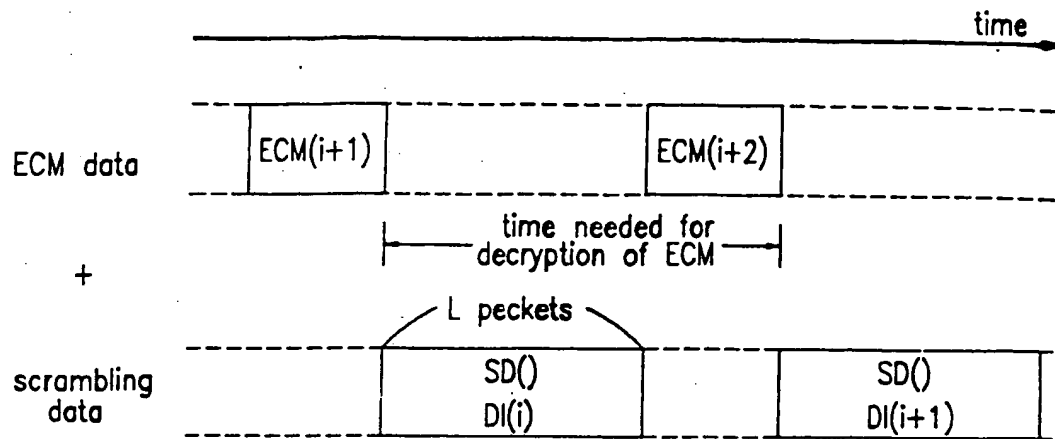 time
ECM data
ECM(i+1)
ECM(i+2)
time needed for
decryption of ECM
+
L peckets
scrambling
data
SD()
DI(i)
SD()
DI(i+1)